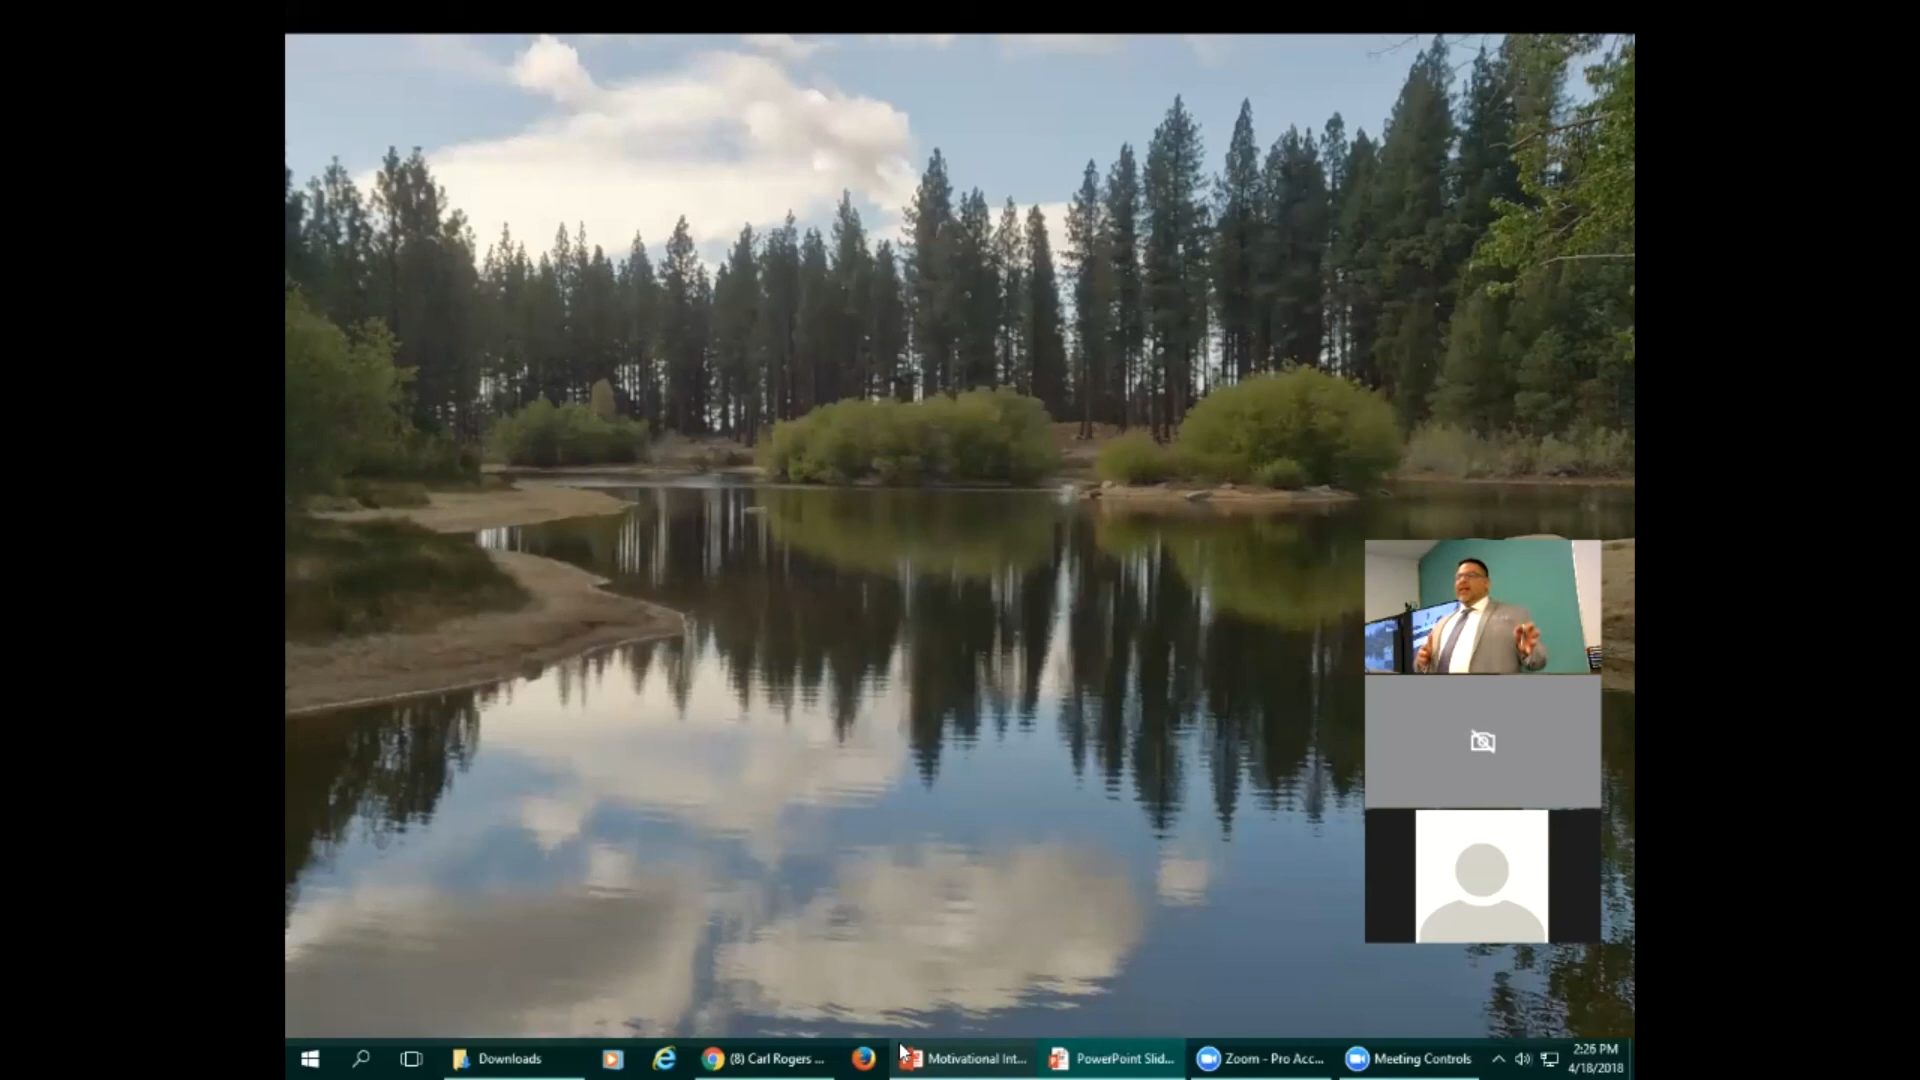 Downloads
(8) Carl Rogers ...
Motivational Int...
PowerPoint Slid...
Zoom - Pro Acc...
Meeting Controls
2:26 PM
4/18/2018